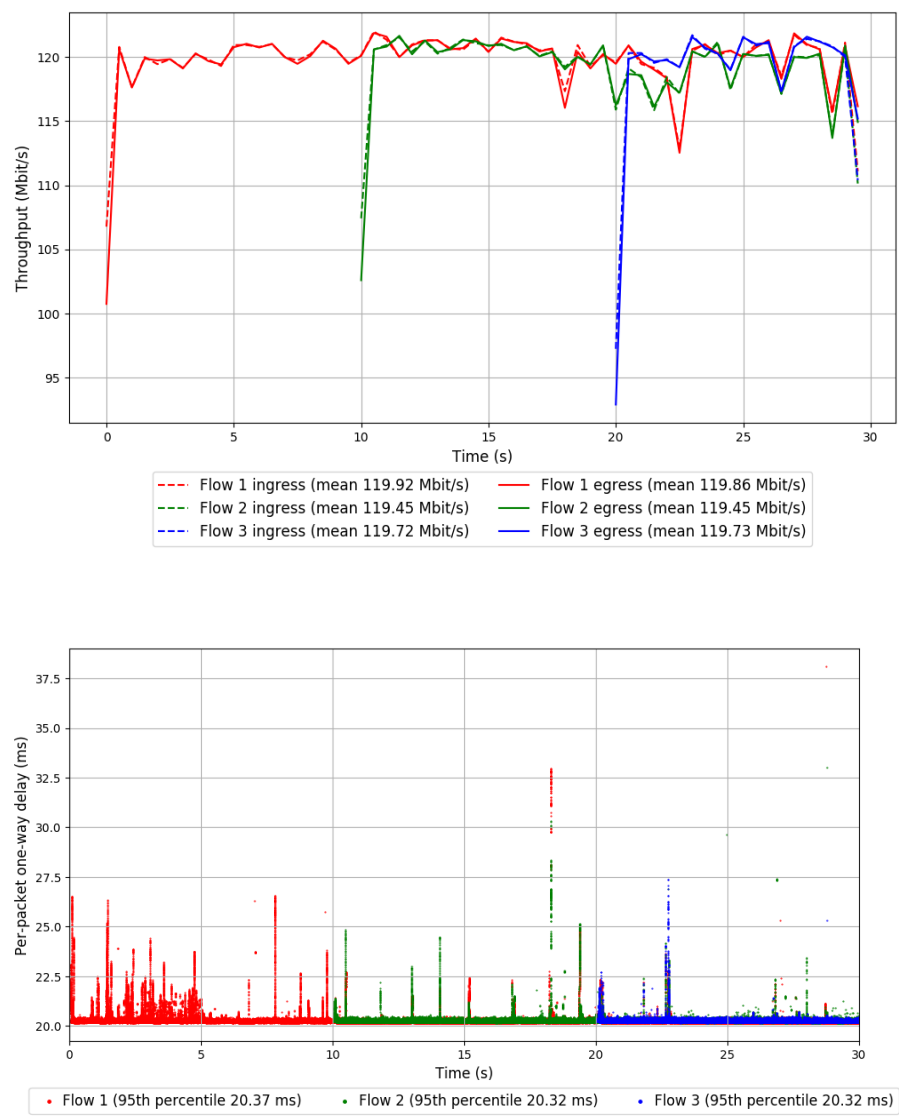 120
115
110
105
100
95
Throughput (Mbit/s)
0 5 10 15 20 25 30
Time (s)
Flow 1 ingress (mean 119.92 Mbit/s) Flow 1 egress (mean 119.86 Mbit/s)
Flow 2 ingress (mean 119.45 Mbit/s) Flow 2 egress (mean 119.45 Mbit/s)
Flow 3 ingress (mean 119.72 Mbit/s) Flow 3 egress (mean 119.73 Mbit/s)
37.5
35.0
32.5
30.0
27.5
25.0
22.5
20.0
Per-packet one-way delay (ms)
0 5 10 15 20 25 30
Time (s)
Flow 1 (95th percentile 20.37 ms) Flow 2 (95th percentile 20.32 ms) Flow 3 (95th percentile 20.32 ms)